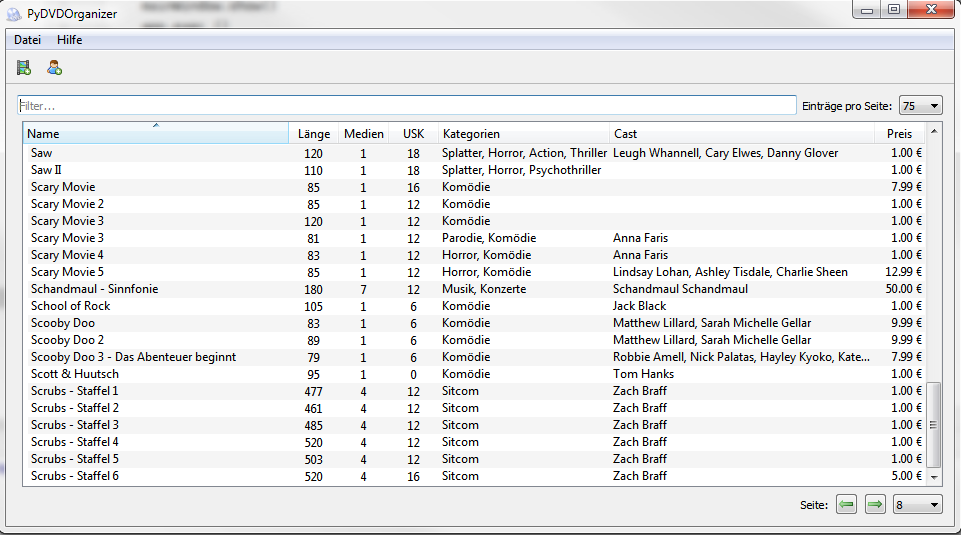 PyDVDOrganizer
Datei Hilfe
Filter... Einträge pro Seite: 75
Name Länge Medien USK Kategorien Cast Preis
Saw 120 1 18 Splatter, Horror, Action, Thriller Leugh Whannell, Cary Elwes, Danny Glover 1.00 €
Saw II 110 1 18 Splatter, Horror, Psychothriller 1.00 €
Scary Movie 85 1 16 Komödie 7.99 €
Scary Movie 2 85 1 12 Komödie 1.00 €
Scary Movie 3 120 1 12 Komödie 1.00 €
Scary Movie 3 81 1 12 Parodie, Komödie Anna Faris 1.00 €
Scary Movie 4 83 1 12 Horror, Komödie Anna Faris 1.00 €
Scary Movie 5 85 1 12 Horror, Komödie Lindsay Lohan, Ashley Tisdale, Charlie Sheen 12.99 €
Schandmaul - Sinnfonie 180 7 12 Musik, Konzerte Schandmaul Schandmaul 50.00 €
School of Rock 105 1 6 Komödie Jack Black 1.00 €
Scooby Doo 83 1 6 Komödie Matthew Lillard, Sarah Michelle Gellar 9.99 €
Scooby Doo 2 89 1 6 Komödie Matthew Lillard, Sarah Michelle Gellar 9.99 €
Scooby Doo 3 - Das Abenteuer beginnt 79 1 6 Komödie Robbie Amell, Nick Palatas, Hayley Kyoko, Kate... 7.99 €
Scott & Huutsch 95 1 0 Komödie Tom Hanks 1.00 €
Scrubs - Staffel 1 477 4 12 Sitcom Zach Braff 1.00 €
Scrubs - Staffel 2 461 4 12 Sitcom Zach Braff 1.00 €
Scrubs - Staffel 3 485 4 12 Sitcom Zach Braff 1.00 €
Scrubs - Staffel 4 520 4 12 Sitcom Zach Braff 1.00 €
Scrubs - Staffel 5 503 4 12 Sitcom Zach Braff 1.00 €
Scrubs - Staffel 6 520 4 16 Sitcom Zach Braff 5.00 €
Seite: 8